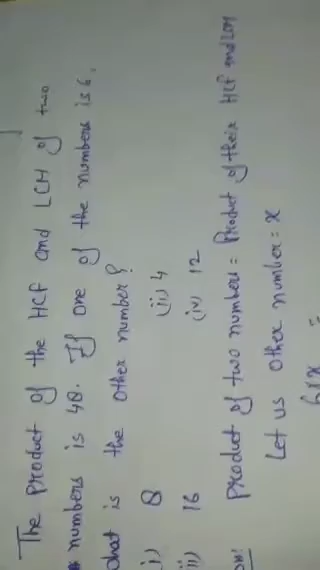 The product of the HCF and LCM of two
numbers is 48. If one of the numbers is 6.
what is the other number?
i) 8 (ii) 4
ii) 16 (iv) 12
Product of two numbers = Product of their HCF and LCM
Let us other number = x
6×x =